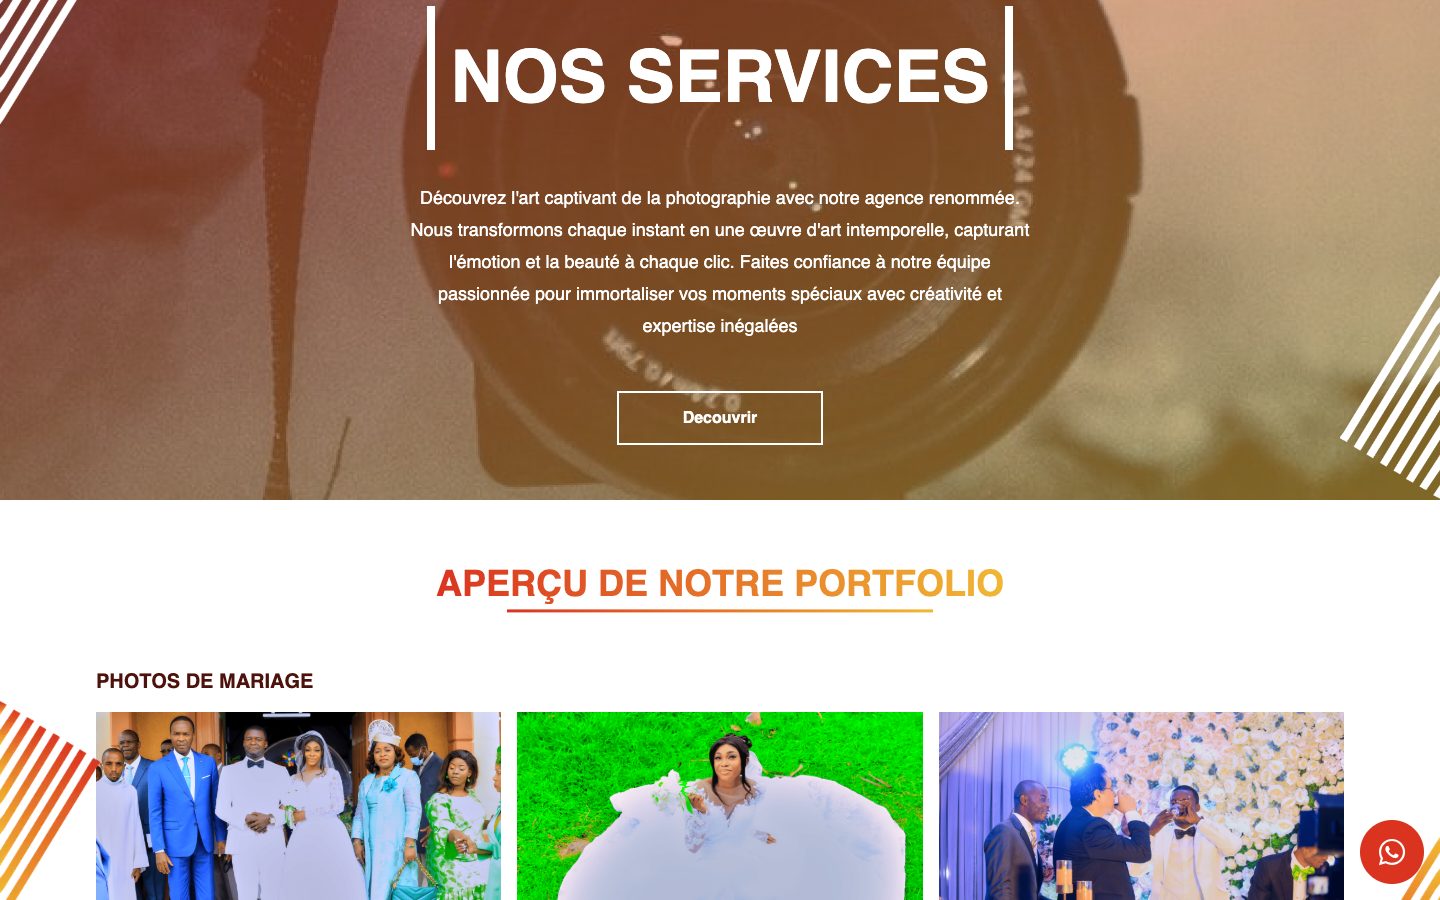 NOS SERVICES
Découvrez l'art captivant de la photographie avec notre agence renommée.
Nous transformons chaque instant en une œuvre d'art intemporelle, capturant
l'émotion et la beauté à chaque clic. Faites confiance à notre équipe
passionnée pour immortaliser vos moments spéciaux avec créativité et
expertise inégalées
Decouvrir
APERÇU DE NOTRE PORTFOLIO
PHOTOS DE MARIAGE